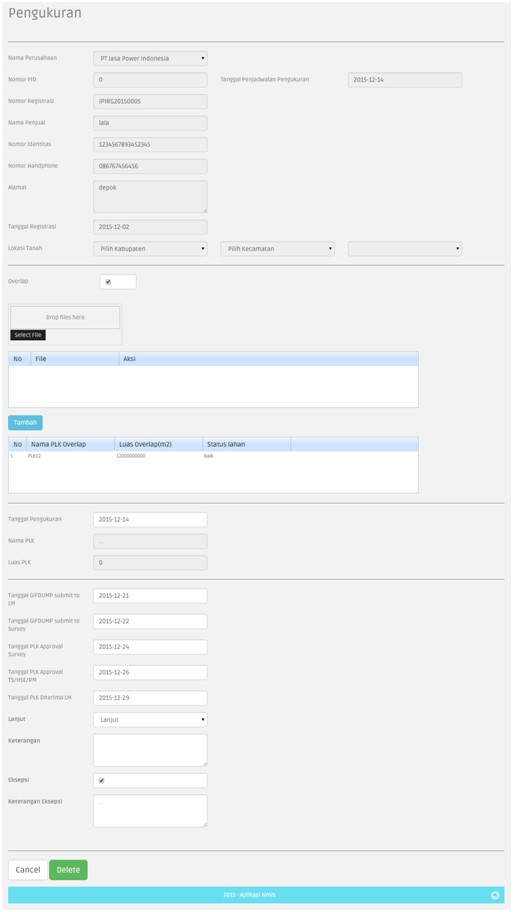 Pengukuran
Nama Perusahaan PT Jasa Power Indonesia
Nomor PID 0 Tanggal Penjadwalan Pengukuran 2015-12-14
Nomor Registrasi IPIRG20150005
Nama Penjual lala
Nomor Identitas 1234567893452345
Nomor Handphone 086767456456
Alamat depok
Tanggal Registrasi 2015-12-02
Lokasi Tanah Pilih Kabupaten Pilih Kecamatan
Overlap
Drop files here
Select File
No File Aksi
Tambah
No Nama PLK Overlap Luas Overlap(m2) Status lahan
1 PLK12 1200000000 baik
Tanggal Pengukuran 2015-12-14
Nama PLK ...
Luas PLK 0
Tanggal GIFDUMP submit to
LM 2015-12-21
Tanggal GIFDUMP submit to
Survey 2015-12-22
Tanggal PLK Approval
Survey 2015-12-24
Tanggal PLK Approval
TS/HSE/RM 2015-12-26
Tanggal PLK Diterima LM 2015-12-29
Lanjut Lanjut
Keterangan
Eksepsi
Keterangan Eksepsi ...
Cancel Delete
2015 - Aplikasi Almis